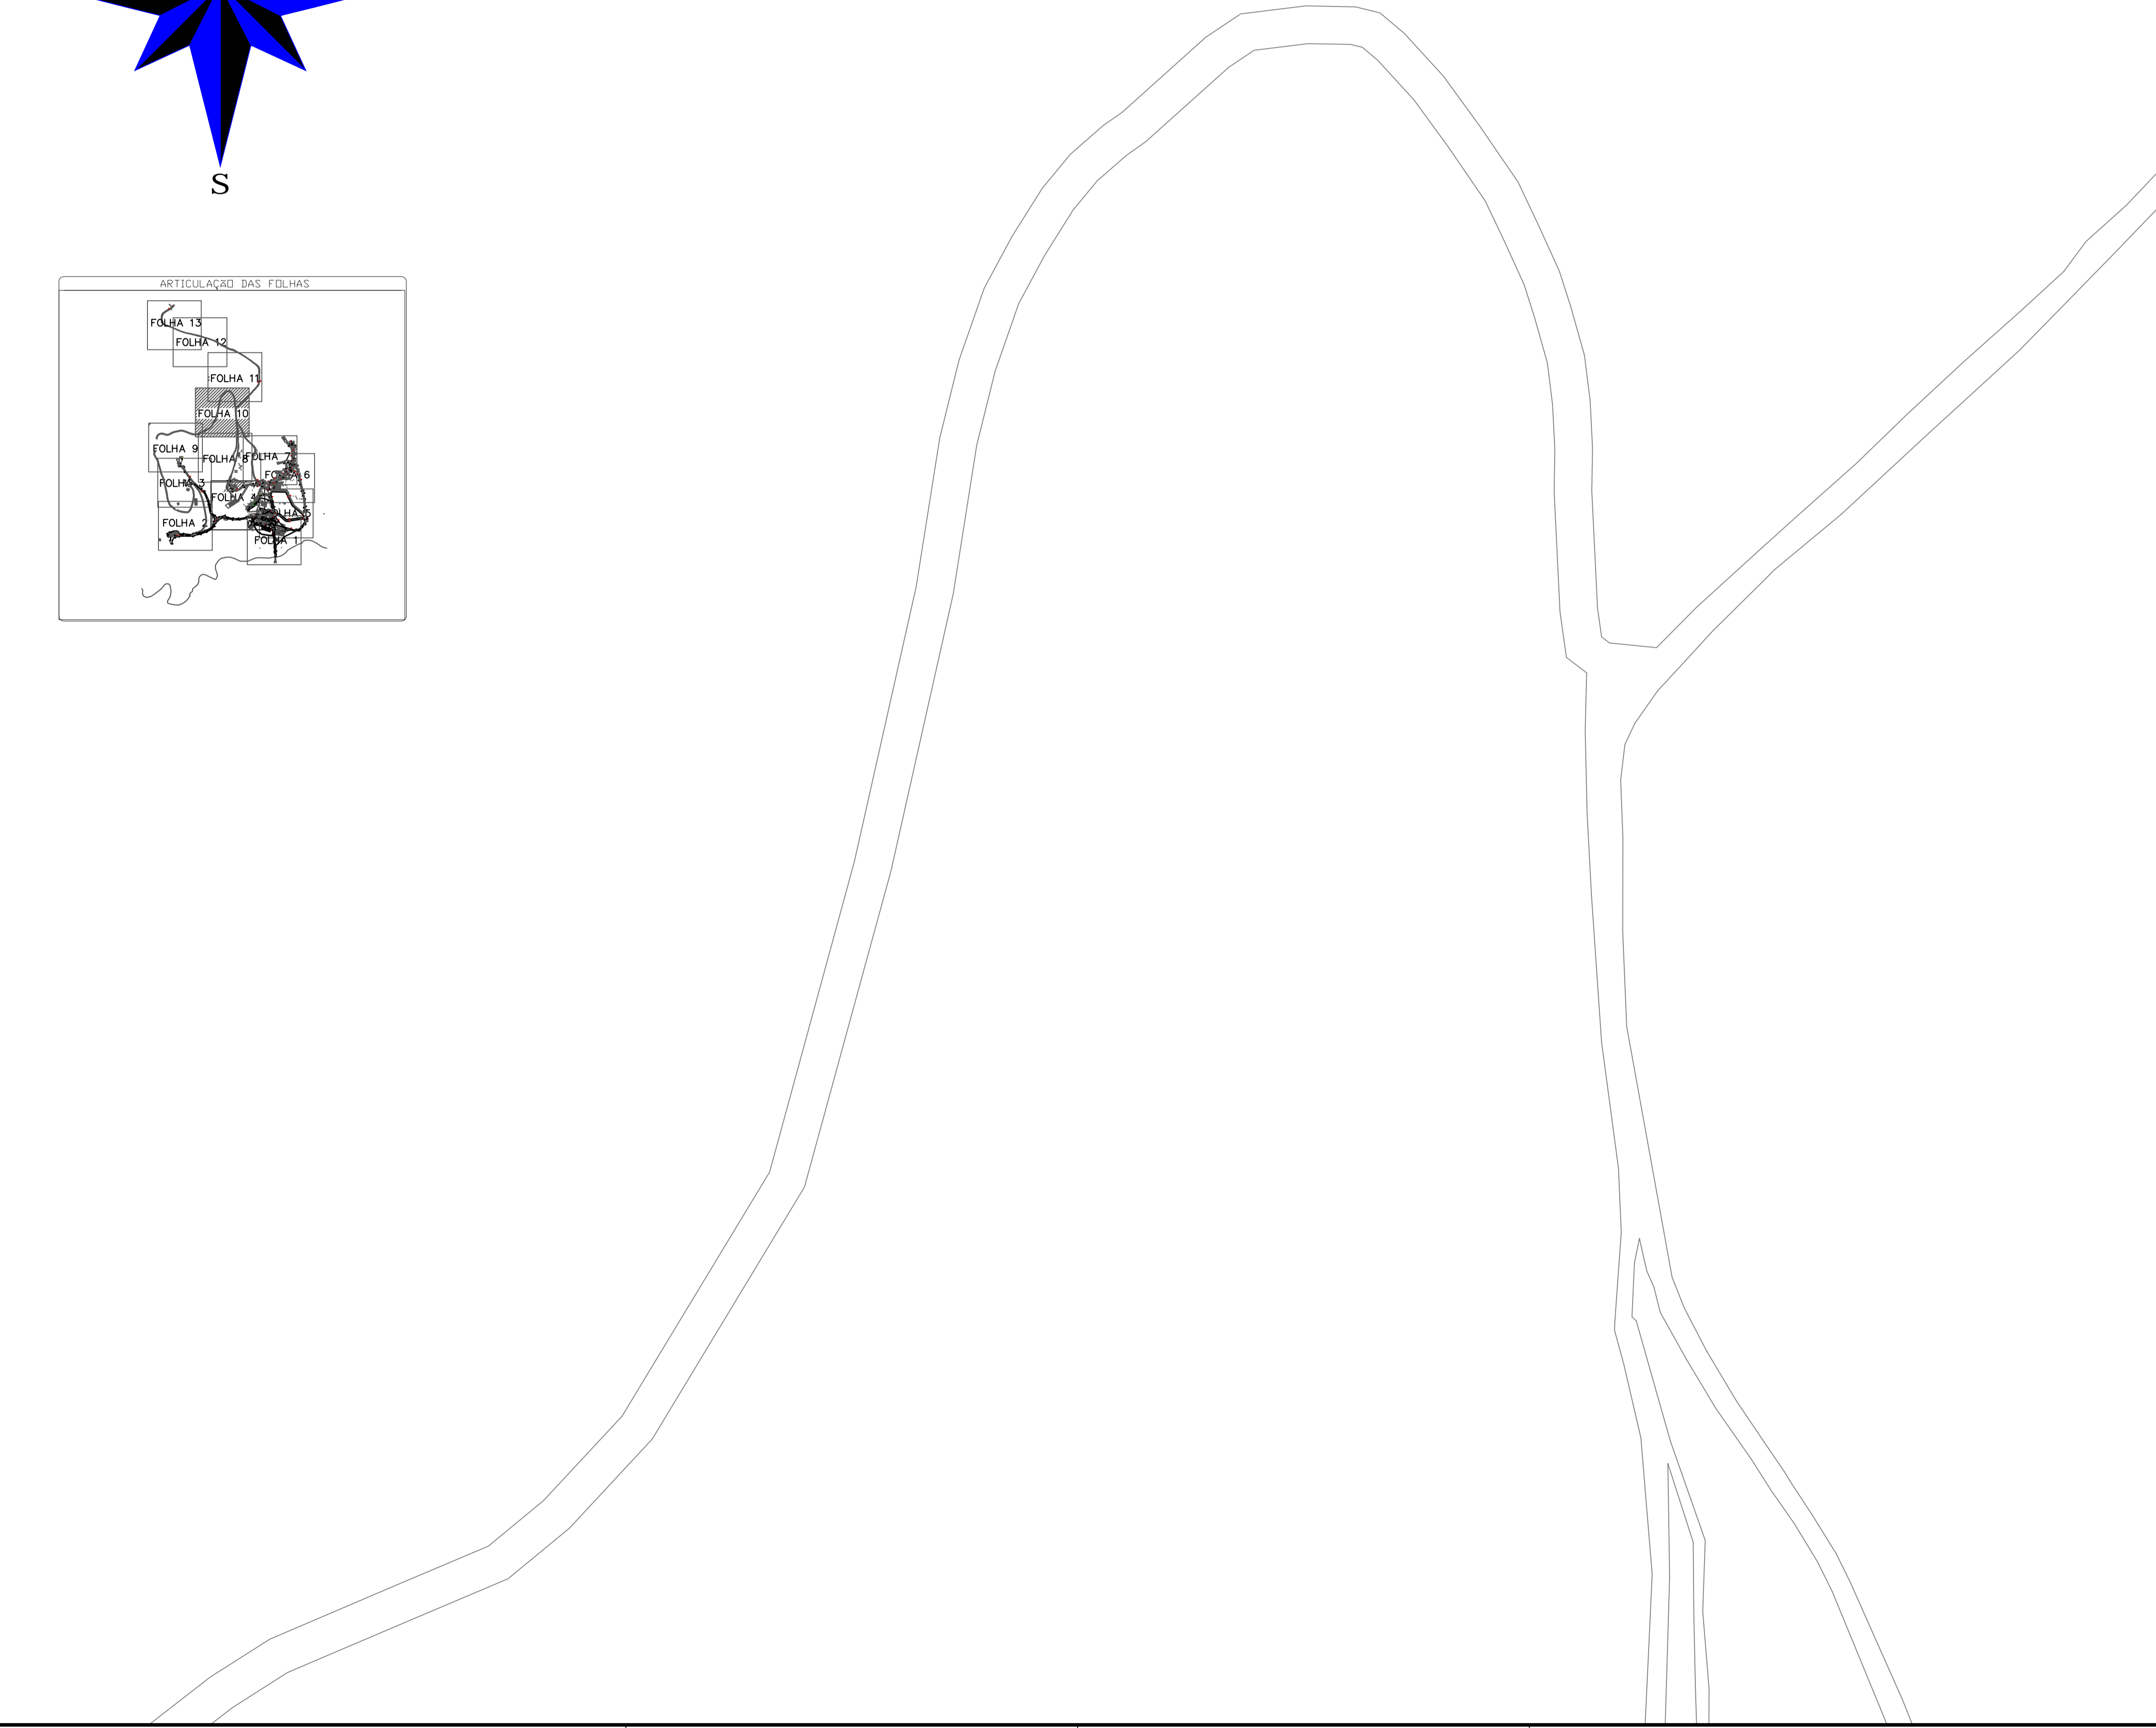 S
ARTICULAÇÃO DAS FOLHAS
FOLHA 13
FOLHA 12
FOLHA 11
FOLHA 10
FOLHA 9
FOLHA 8
FOLHA 7
FOLHA 6
FOLHA 3
FOLHA 4
FOLHA 5
FOLHA 2
FOLHA 1